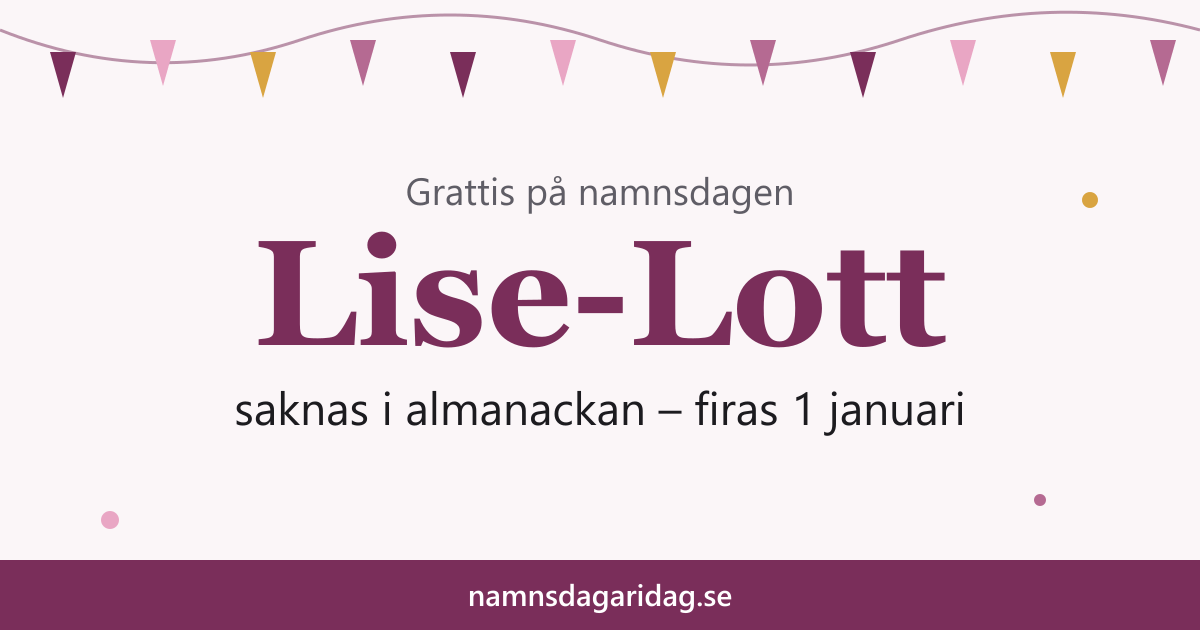 Grattis på namnsdagen
Lise-Lott
saknas i almanackan – firas 1 januari
namnsdagaridag.se